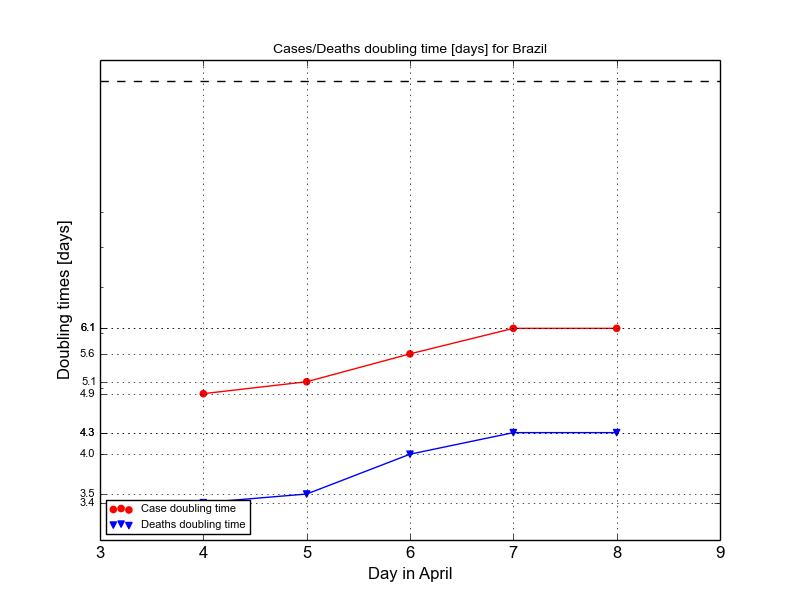 Cases/Deaths doubling time [days] for Brazil
Doubling times [days]
6.1
5.6
5.1
4.9
4.3
4.0
3.5
3.4
Case doubling time
Deaths doubling time
3 4 5 6 7 8 9
Day in April